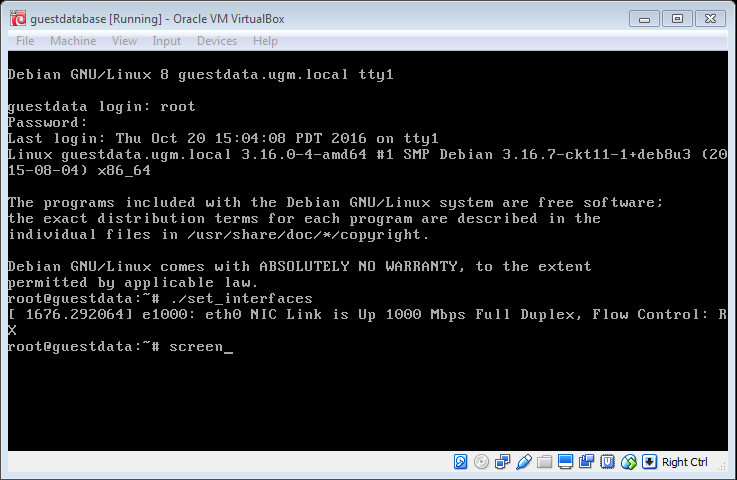 guestdatabase [Running] - Oracle VM VirtualBox
File Machine View Input Devices Help
Debian GNU/Linux 8 guestdata.ugm.local tty1
guestdata login: root
Password:
Last login: Thu Oct 20 15:04:08 PDT 2016 on tty1
Linux guestdata.ugm.local 3.16.0-4-amd64 #1 SMP Debian 3.16.7-ckt11-1+deb8u3 (20
15-08-04) x86_64
The programs included with the Debian GNU/Linux system are free software;
the exact distribution terms for each program are described in the
individual files in /usr/share/doc/*/copyright.
Debian GNU/Linux comes with ABSOLUTELY NO WARRANTY, to the extent
permitted by applicable law.
root@guestdata:~# ./set_interfaces
[ 1676.292064] e1000: eth0 NIC Link is Up 1000 Mbps Full Duplex, Flow Control: R
X
root@guestdata:~# screen_
Right Ctrl